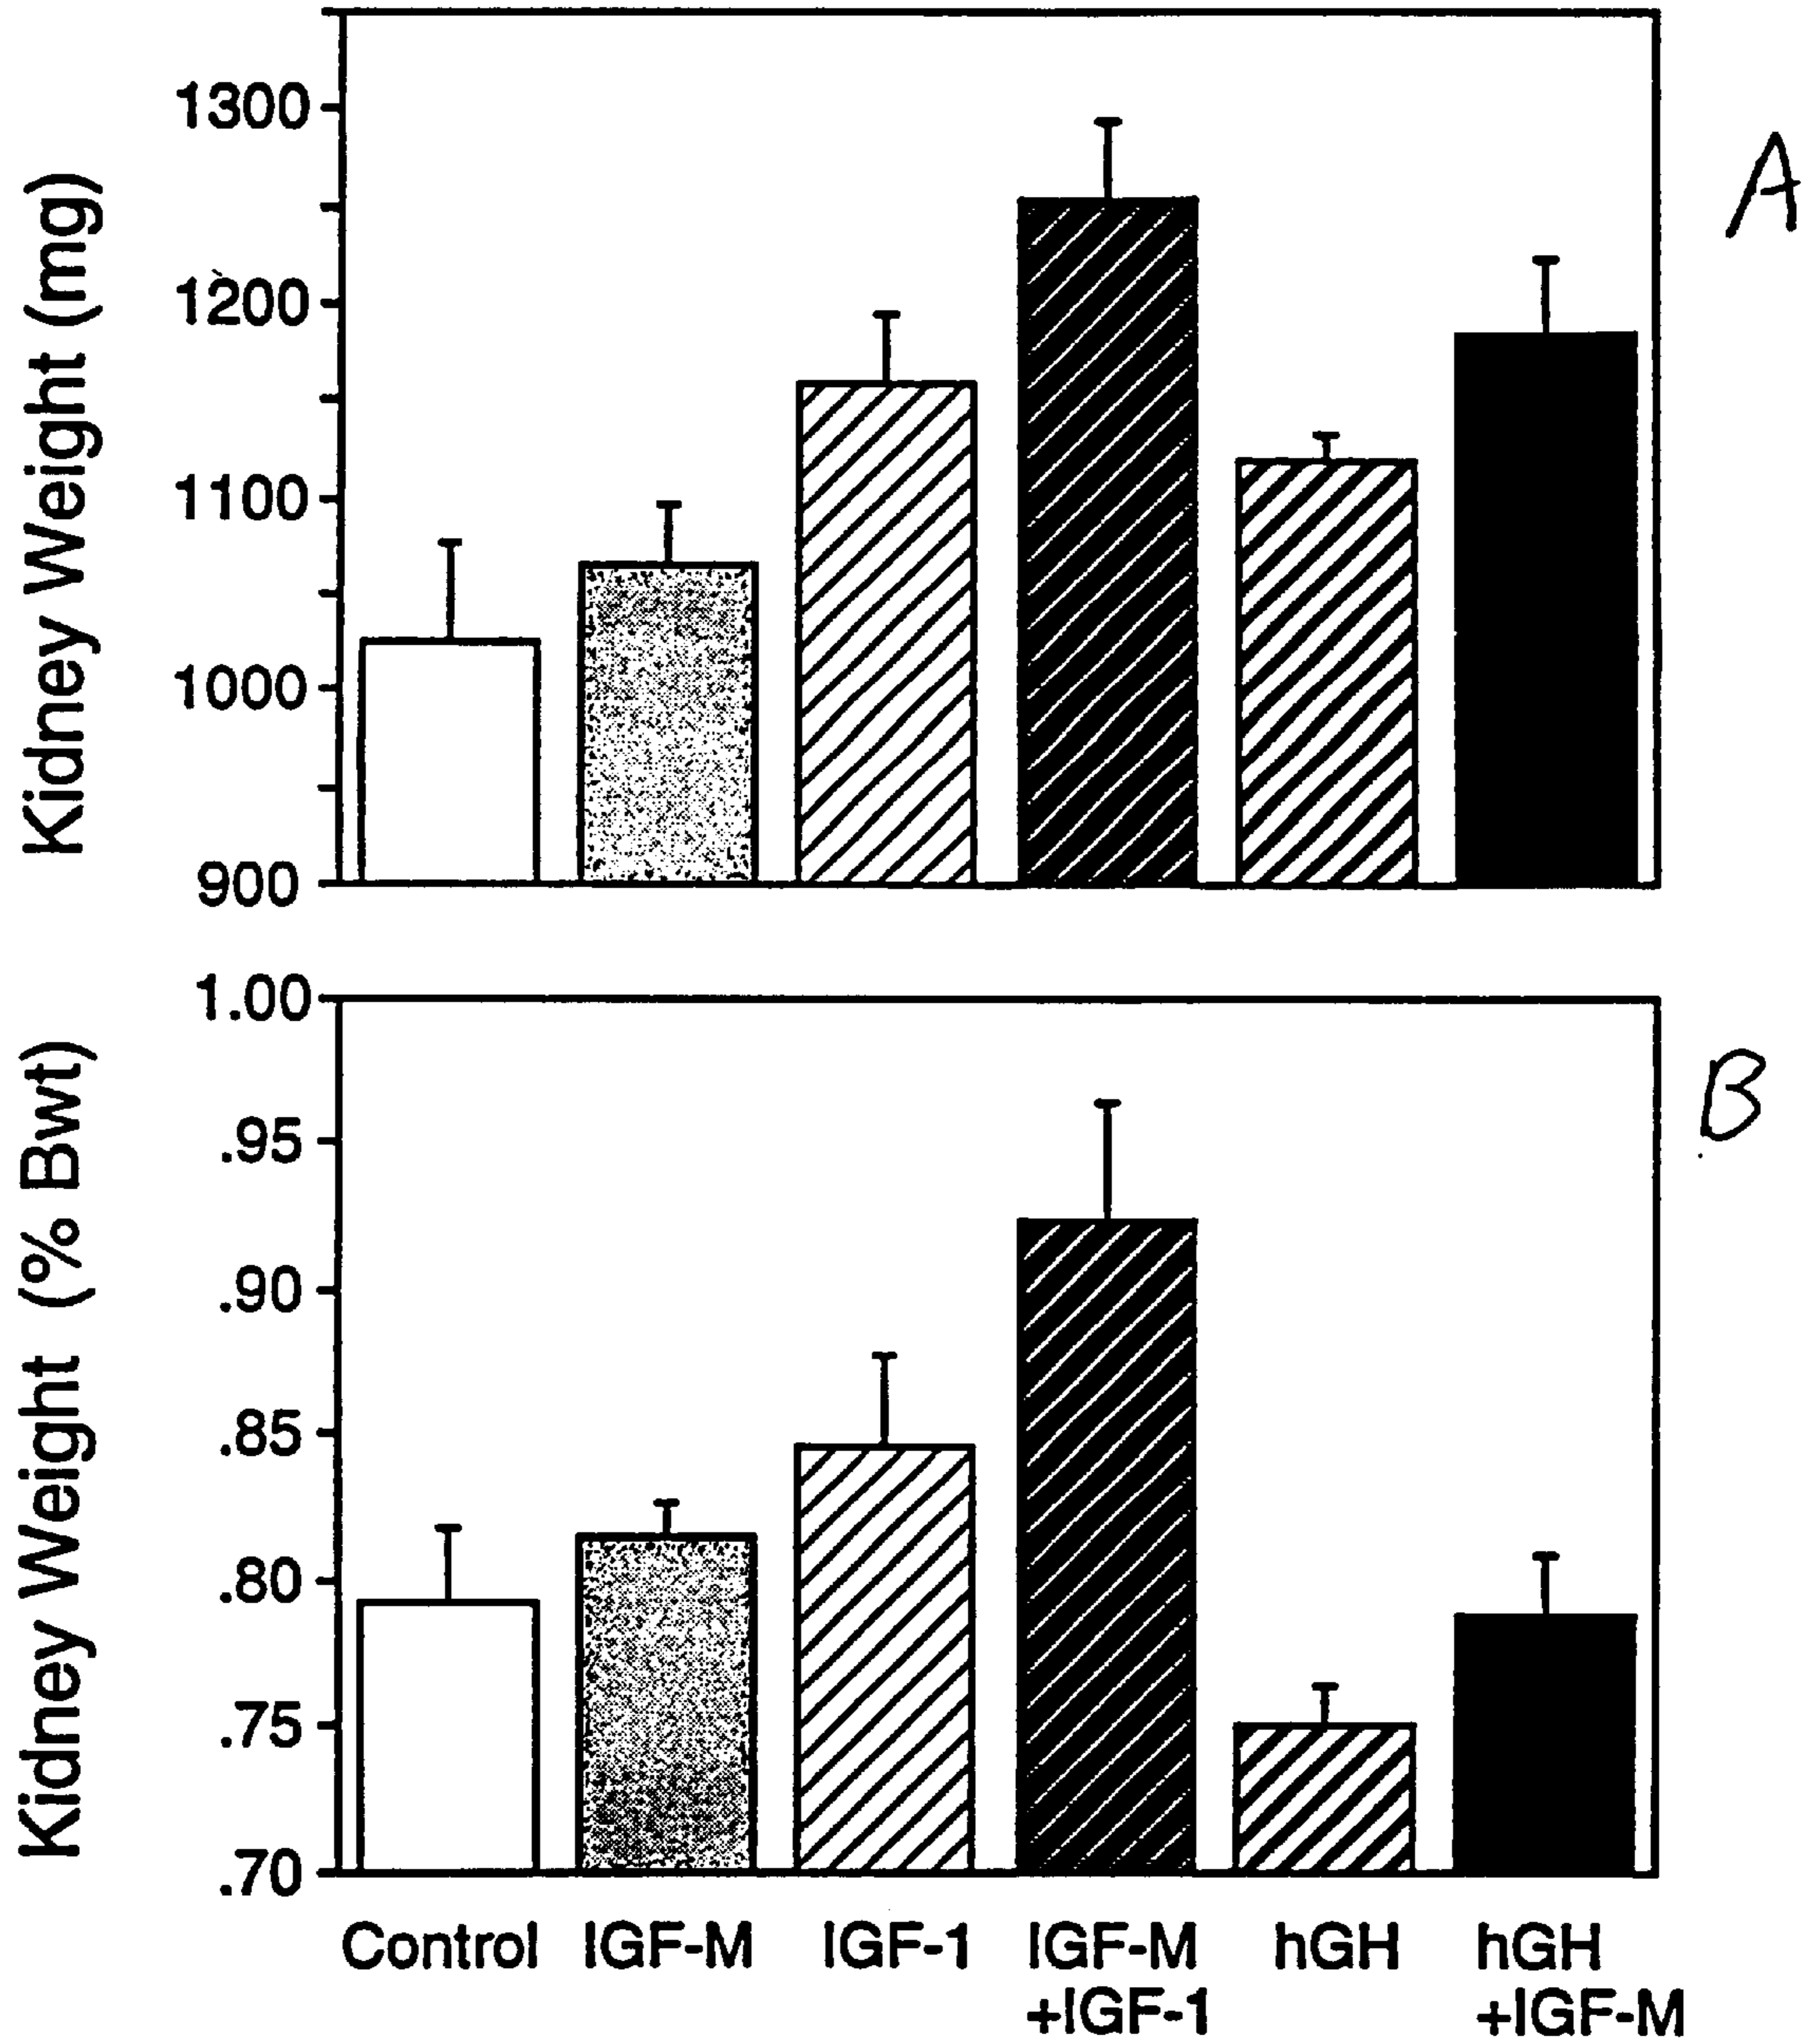 Kidney Weight (mg)
1300
1200
1100
1000
900
A
Kidney Weight (% Bwt)
1.00
.95
.90
.85
.80
.75
.70
B
Control IGF-M IGF-1 IGF-M hGH hGH
+IGF-1 +IGF-M